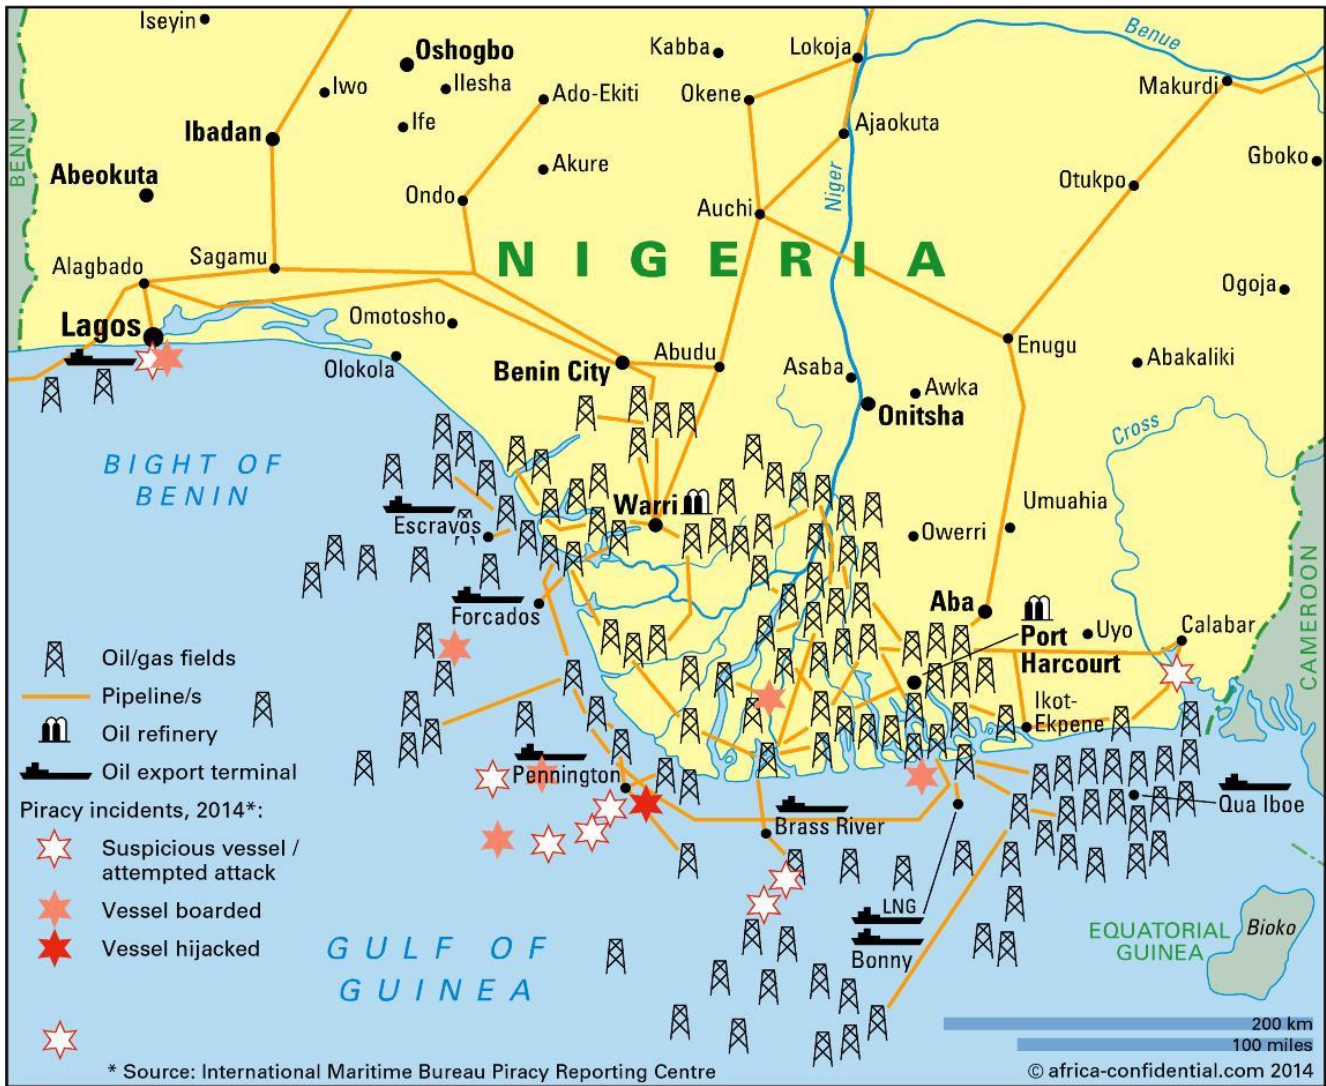 Iseyin
Oshogbo
Kabba
Lokoja
Benue
Iwo
Ilesha
Ado-Ekiti
Okene
Makurdi
Ibadan
Ife
Ajaokuta
BENIN
Abeokuta
Akure
Gboko
Ondo
Niger
Otukpo
Auchi
Sagamu
NIGERIA
Alagbado
Ogoja
Lagos
Omotosho
Olokola
Benin City
Abudu
Asaba
Enugu
Abakaliki
Awka
Onitsha
Cross
BIGHT OF
BENIN
Warri
Escravos
Umuahia
Owerri
CAMEROON
Forcados
Aba
Port
Harcourt
Uyo
Calabar
Ikot-
Ekpene
Oil/gas fields
Pipeline/s
Oil refinery
Oil export terminal
Piracy incidents, 2014*:
Suspicious vessel /
attempted attack
Vessel boarded
Vessel hijacked
Pennington
Brass River
Qua Iboe
LNG
Bonny
GULF OF
GUINEA
EQUATORIAL
GUINEA
Bioko
200 km
100 miles
* Source: International Maritime Bureau Piracy Reporting Centre
© africa-confidential.com 2014